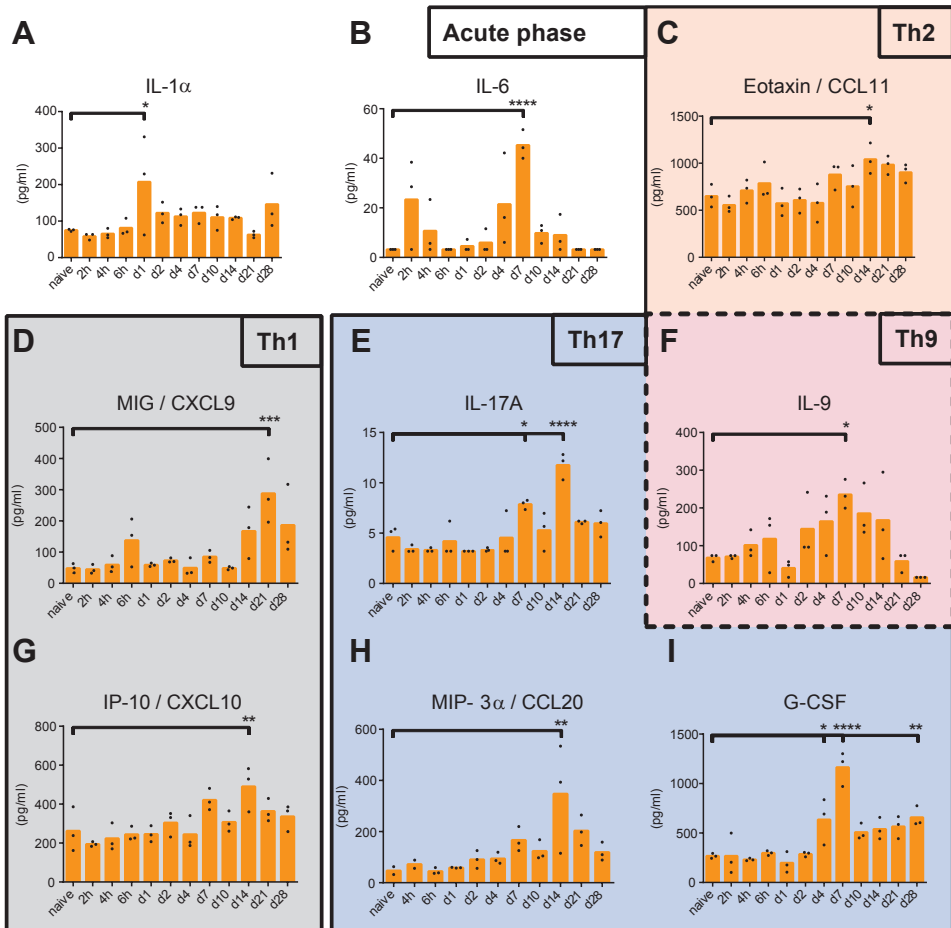 A
B
Acute phase
C
Th2
IL-1α
*
400
300
200
100
0
(pg/ml)
naive
2h
4h
6h
d1
d2
d4
d7
d10
d14
d21
d28
IL-6
****
60
40
20
0
(pg/ml)
naive
2h
4h
6h
d1
d2
d4
d7
d10
d14
d21
d28
Eotaxin / CCL11
*
1500
1000
500
0
(pg/ml)
naive
2h
4h
6h
d1
d2
d4
d7
d10
d14
d21
d28
D
Th1
E
Th17
F
Th9
MIG / CXCL9
***
500
400
300
200
100
0
(pg/ml)
naive
2h
4h
6h
d1
d2
d4
d7
d10
d14
d21
d28
IL-17A
* ****
15
10
5
0
(pg/ml)
naive
2h
4h
6h
d1
d2
d4
d7
d10
d14
d21
d28
IL-9
*
400
300
200
100
0
(pg/ml)
naive
2h
4h
6h
d1
d2
d4
d7
d10
d14
d21
d28
G
H
I
IP-10 / CXCL10
**
800
600
400
200
0
(pg/ml)
naive
2h
4h
6h
d1
d2
d4
d7
d10
d14
d21
d28
MIP- 3α / CCL20
**
600
400
200
0
(pg/ml)
naive
2h
4h
6h
d1
d2
d4
d7
d10
d14
d21
d28
G-CSF
* **** **
1500
1000
500
0
(pg/ml)
naive
2h
4h
6h
d1
d2
d4
d7
d10
d14
d21
d28